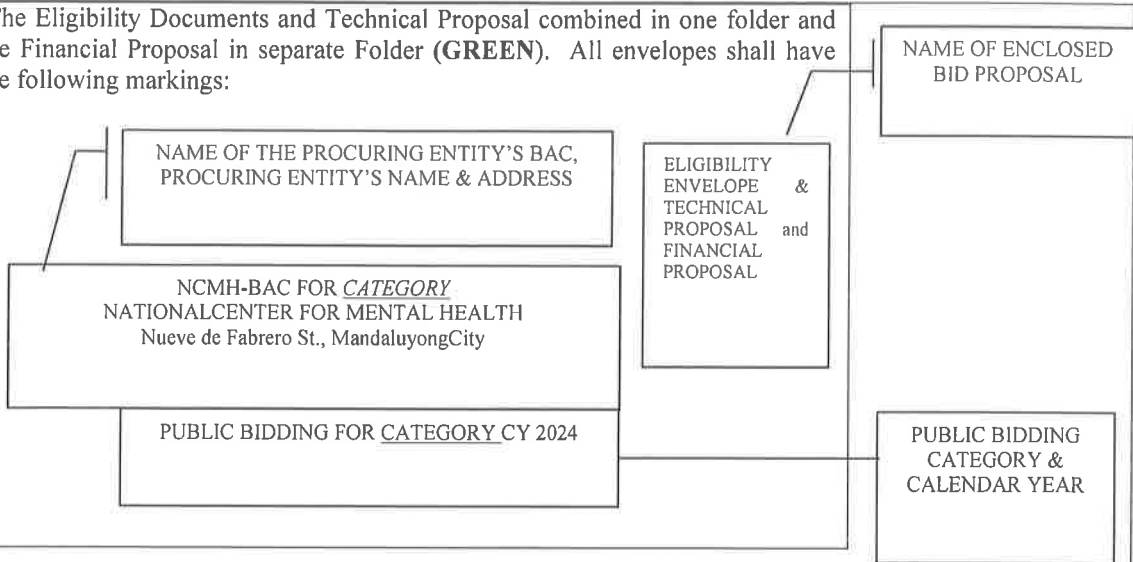 he Eligibility Documents and Technical Proposal combined in one folder and
e Financial Proposal in separate Folder (GREEN). All envelopes shall have
e following markings:
NAME OF ENCLOSED
BID PROPOSAL
NAME OF THE PROCURING ENTITY'S BAC,
PROCURING ENTITY'S NAME & ADDRESS
ELIGIBILITY
ENVELOPE &
TECHNICAL
PROPOSAL and
FINANCIAL
PROPOSAL
NCMH-BAC FOR CATEGORY
NATIONALCENTER FOR MENTAL HEALTH
Nueve de Fabrero St., MandaluyongCity
PUBLIC BIDDING FOR CATEGORY CY 2024
PUBLIC BIDDING
CATEGORY &
CALENDAR YEAR